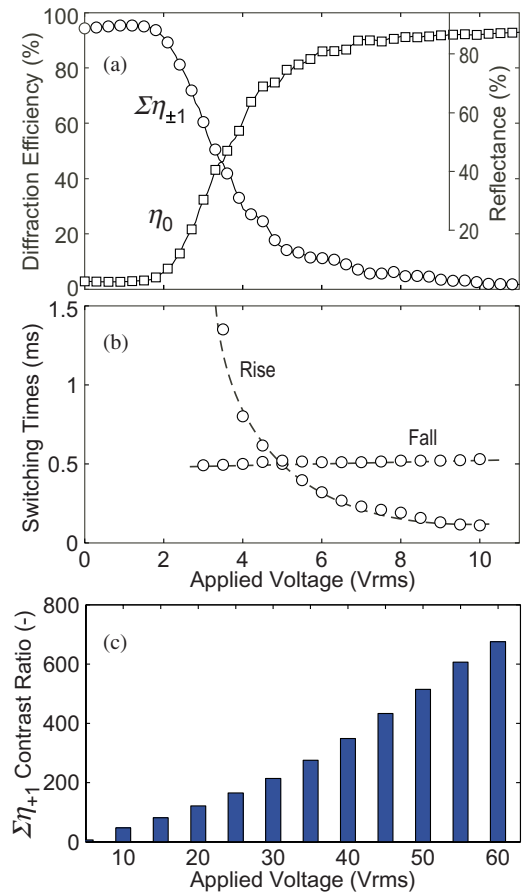 100
80
60
40
20
0
Diffraction Efficiency (%)
(a)
Ση±1
η0
80
60
40
20
Reflectance (%)
1.5
1
0.5
0
Switching Times (ms)
(b)
Rise
Fall
0 2 4 6 8 10
Applied Voltage (Vrms)
800
600
400
200
0
Ση+1 Contrast Ratio (-)
(c)
10 20 30 40 50 60
Applied Voltage (Vrms)